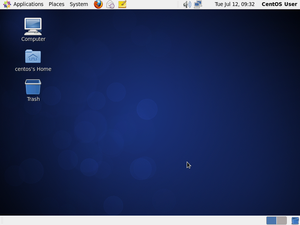 Applications Places System Tue Jul 12, 09:32 CentOS User
Computer
centos's Home
Trash